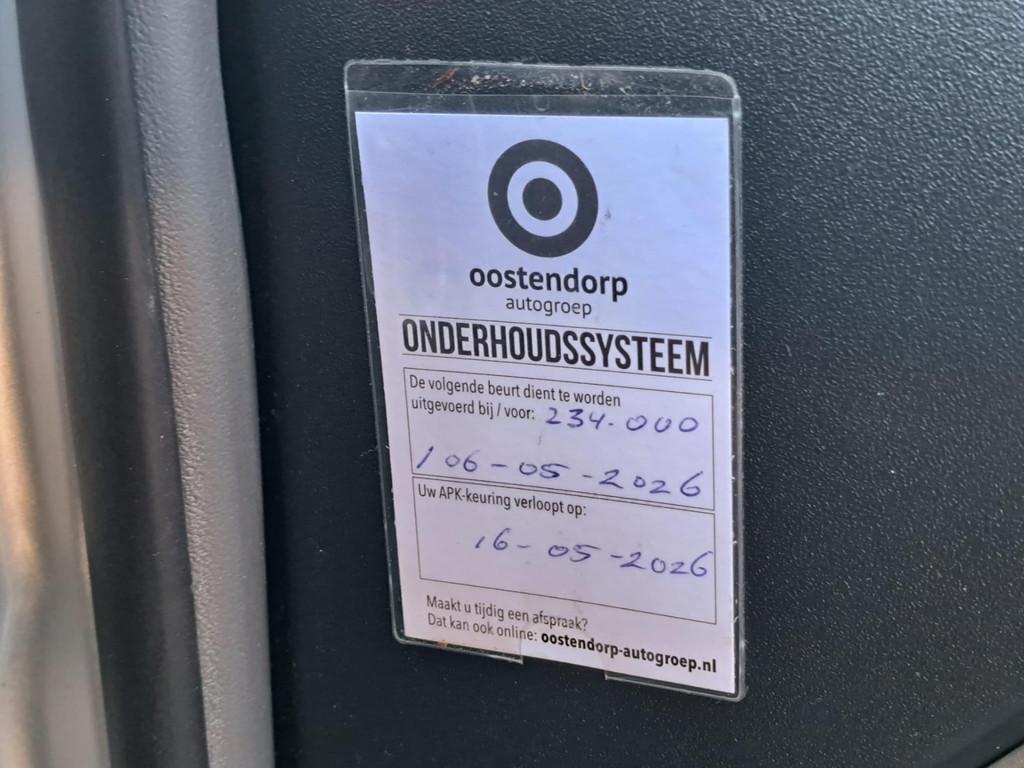 oostendorp
autogroep
ONDERHOUDSSYSTEEM
De volgende beurt dient te worden
uitgevoerd bij / voor: 234.000
/ 06-05-2026
Uw APK-keuring verloopt op:
16-05-2026
Maakt u tijdig een afspraak?
Dat kan ook online: oostendorp-autogroep.nl